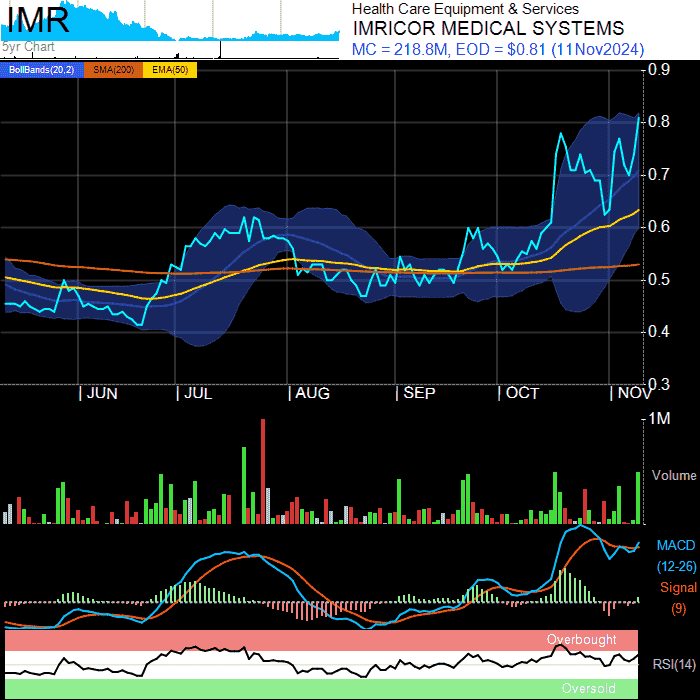 IMR
5yr Chart
Health Care Equipment & Services
IMRICOR MEDICAL SYSTEMS
MC = 218.8M, EOD = $0.81 (11Nov2024)
BollBands(20,2) SMA(200) EMA(50)
0.9
0.8
0.7
0.6
0.5
0.4
0.3
JUN JUL AUG SEP OCT NOV
1M
Volume
MACD
(12-26)
Signal
(9)
Overbought
RSI(14)
Oversold